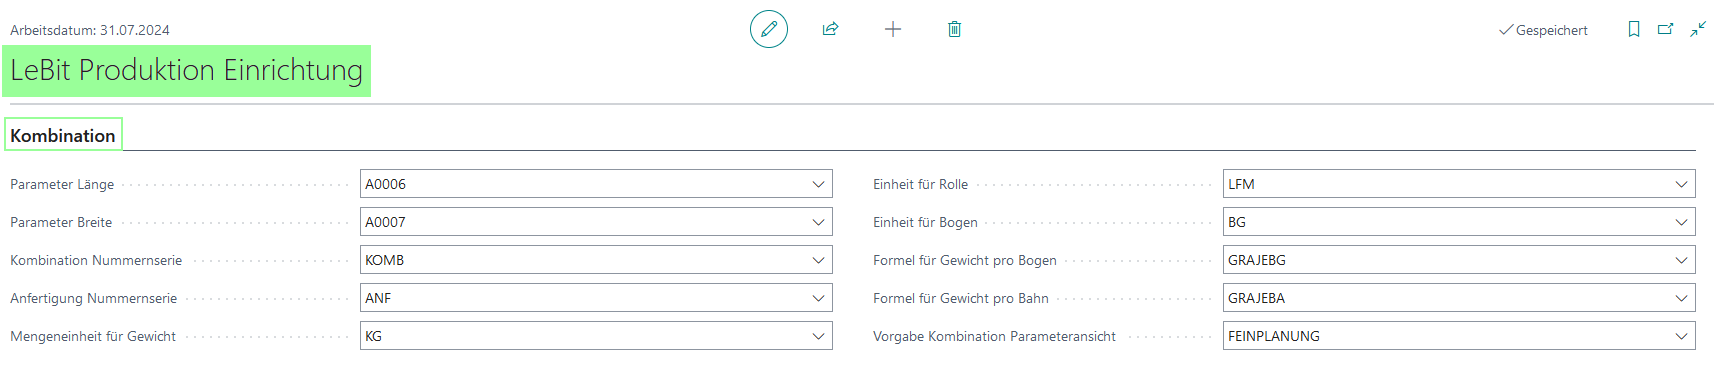 Arbeitsdatum: 31.07.2024
Gespeichert
LeBit Produktion Einrichtung
Kombination
Parameter Länge A0006
Parameter Breite A0007
Kombination Nummernserie KOMB
Anfertigung Nummernserie ANF
Mengeneinheit für Gewicht KG
Einheit für Rolle LFM
Einheit für Bogen BG
Formel für Gewicht pro Bogen GRAJEBG
Formel für Gewicht pro Bahn GRAJEBA
Vorgabe Kombination Parameteransicht FEINPLANUNG